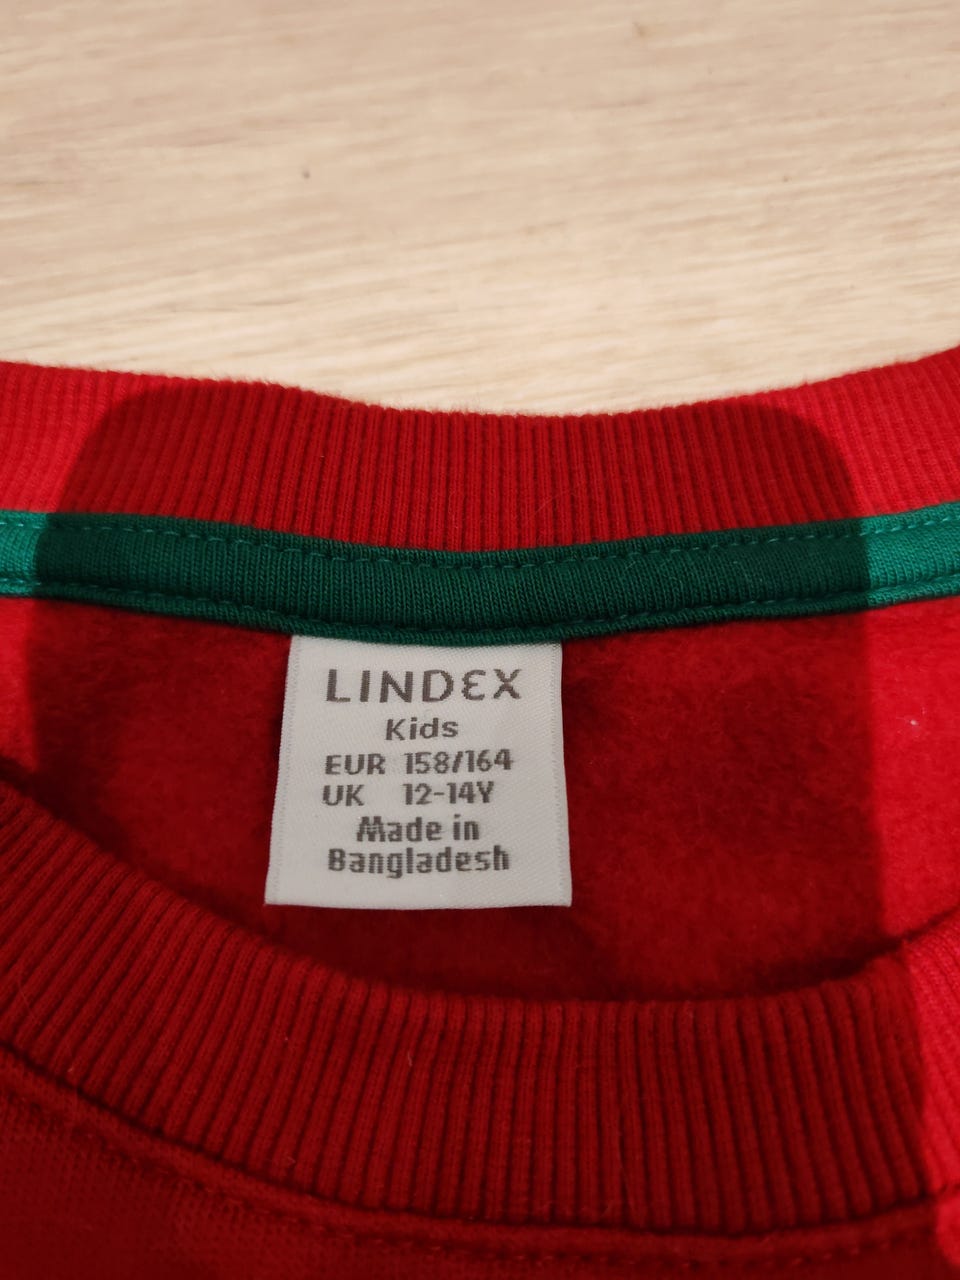 LINDEX
Kids
EUR 158/164
UK 12-14Y
Made in
Bangladesh